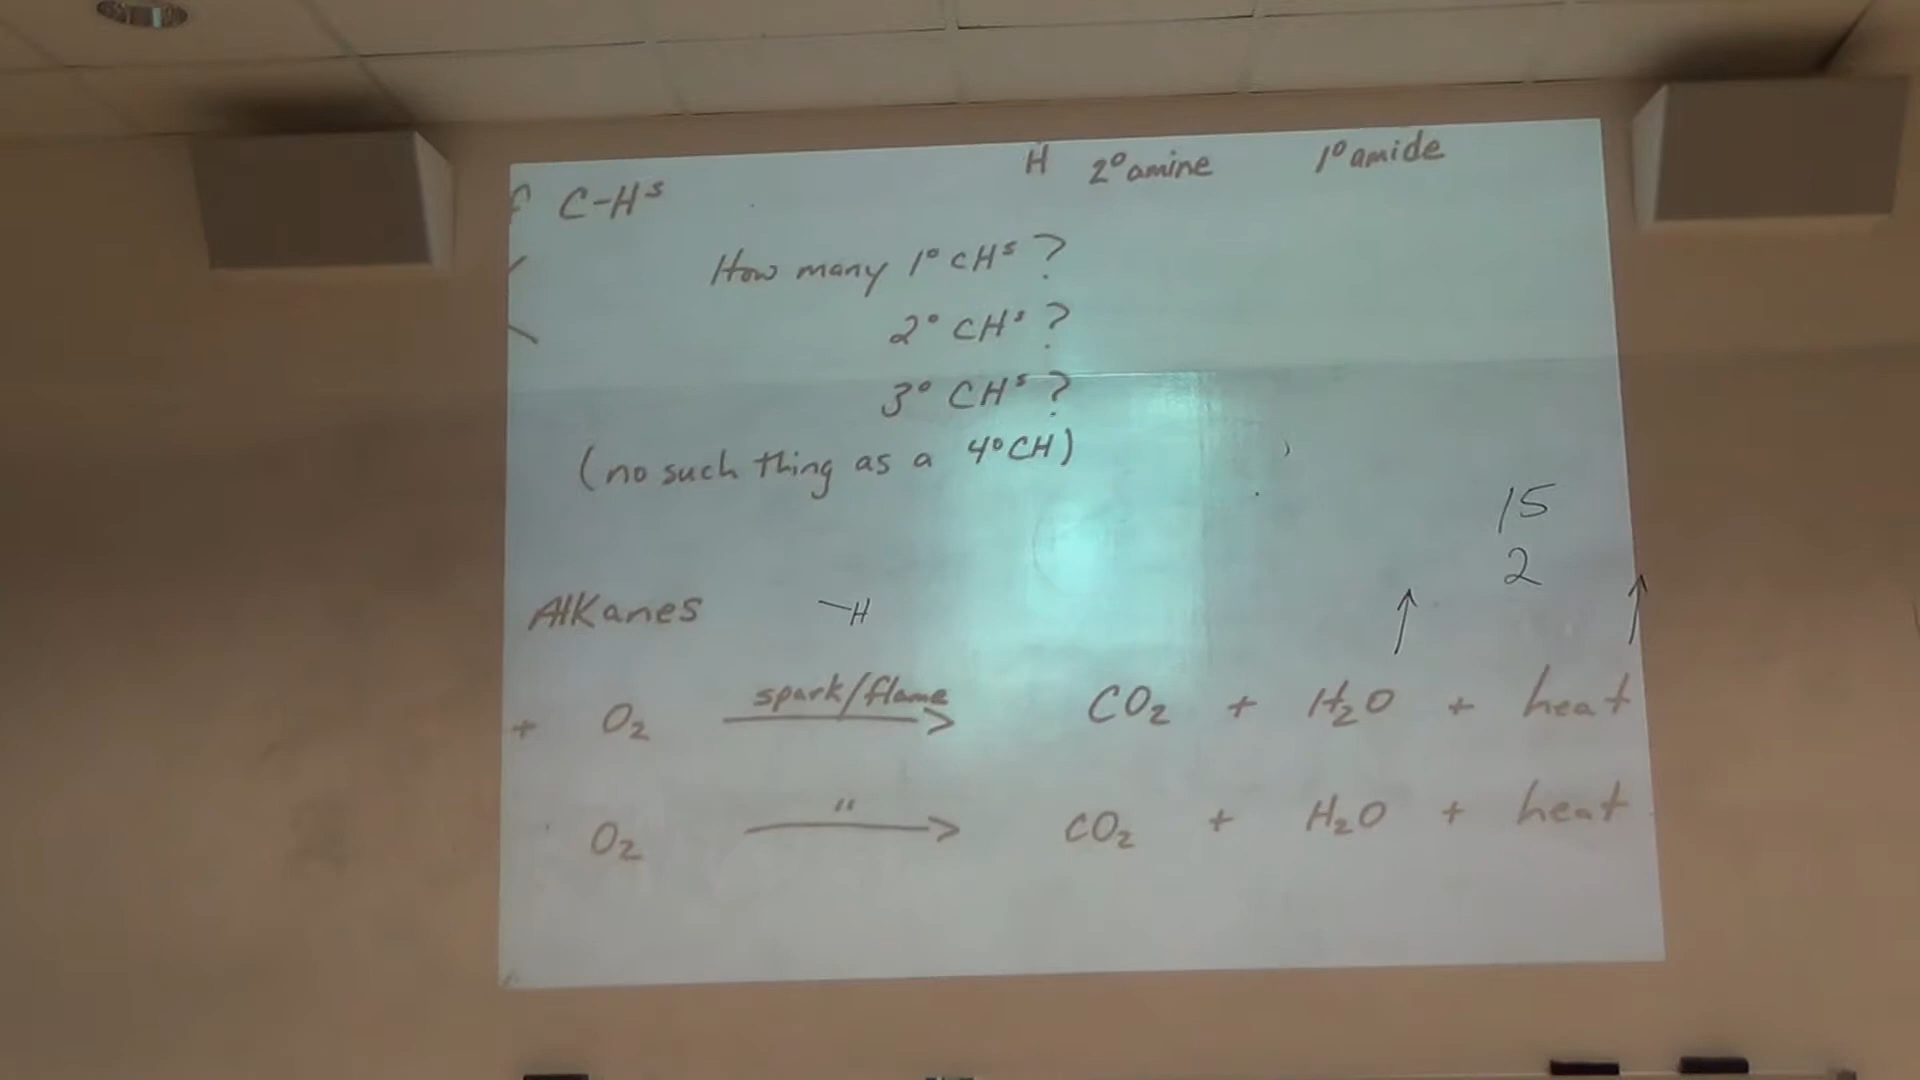 H 2° amine 1° amide
C-Hs
How many 1° CHs?
2° CHs?
3° CHs?
(no such thing as a 4° CH)
15
2
Alkanes -H
+ O2 spark/flame → CO2 + H2O + heat
O2 " → CO2 + H2O + heat